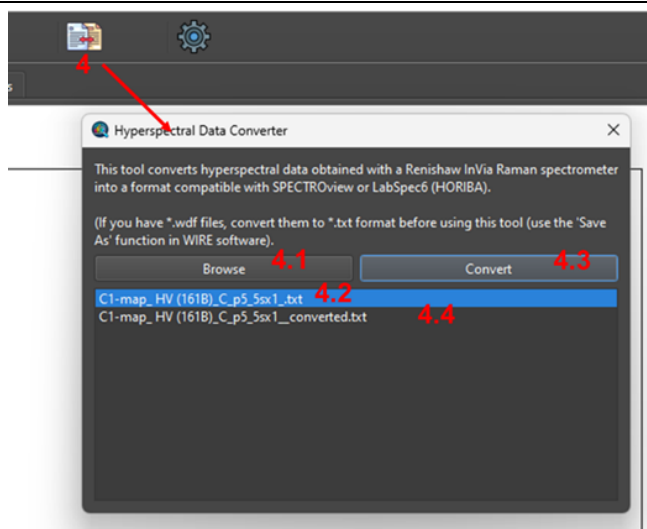 4
s
Hyperspectral Data Converter
This tool converts hyperspectral data obtained with a Renishaw InVia Raman spectrometer
into a format compatible with SPECTROview or LabSpec6 (HORIBA).
(If you have *.wdf files, convert them to *.txt format before using this tool (use the 'Save
As' function in WIRE software).
Browse 4.1 Convert 4.3
C1-map_ HV (161B)_C_p5_5sx1_.txt 4.2
C1-map_ HV (161B)_C_p5_5sx1__converted.txt 4.4